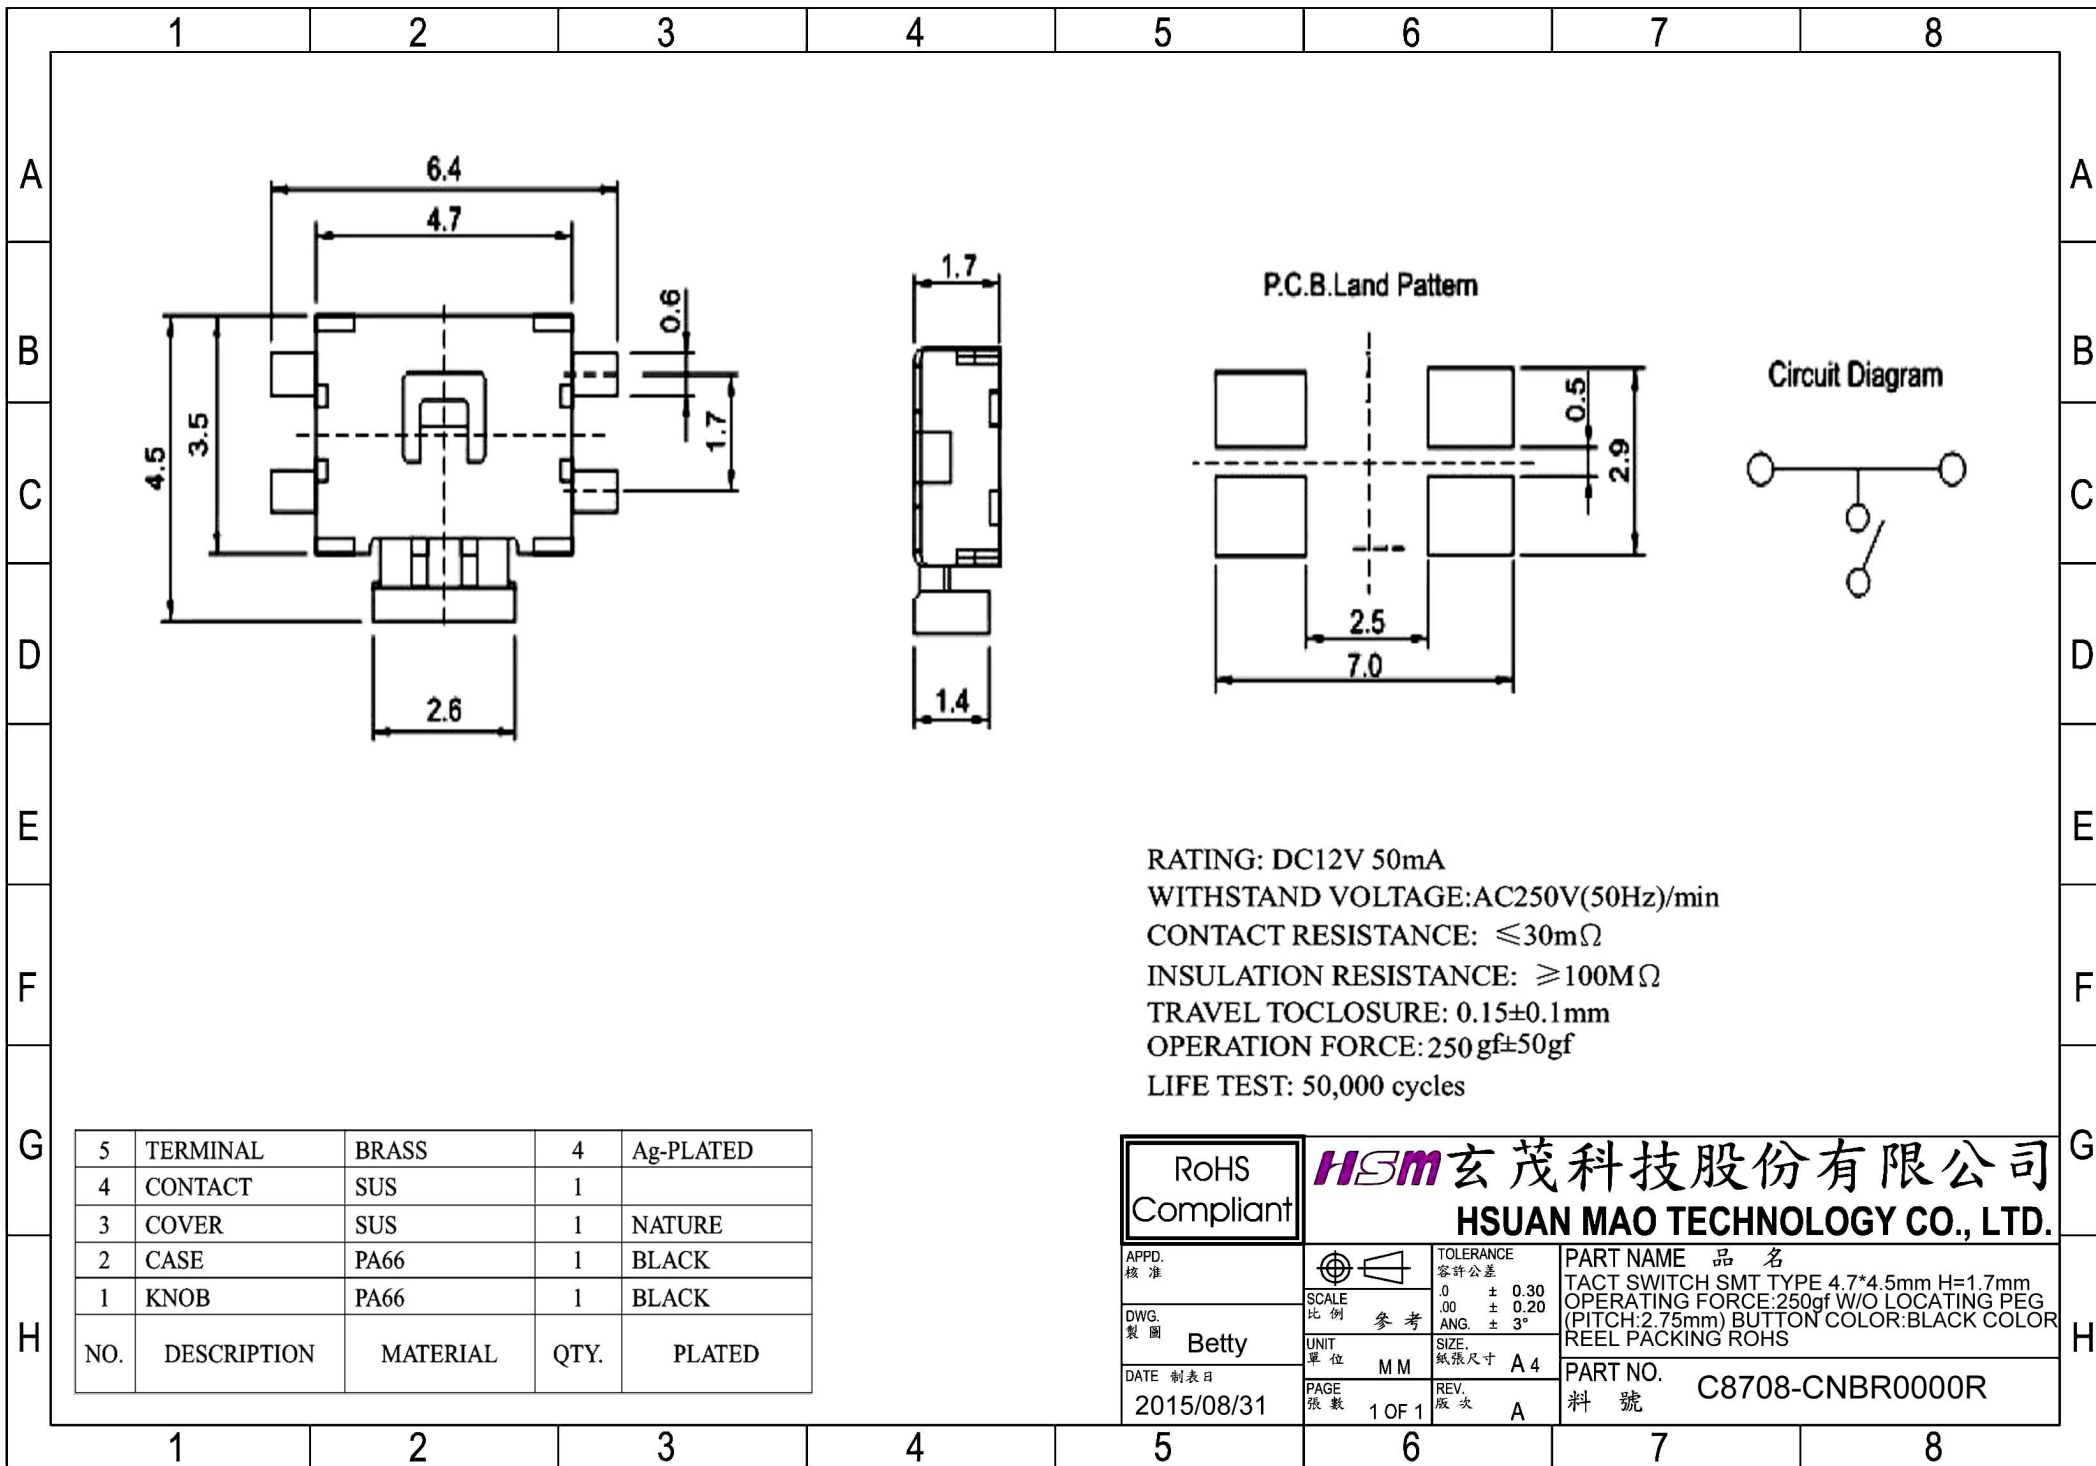 1 2 3 4 5 6 7 8
A A
B B
C C
D D
E E
F F
G G
H H
6.4
4.7
0.6
1.7
4.5
3.5
2.6
1.7
1.4
P.C.B.Land Pattern
0.5
2.9
2.5
7.0
Circuit Diagram
RATING: DC12V 50mA
WITHSTAND VOLTAGE:AC250V(50Hz)/min
CONTACT RESISTANCE: ≤30mΩ
INSULATION RESISTANCE: ≥100MΩ
TRAVEL TOCLOSURE: 0.15±0.1mm
OPERATION FORCE:250gf±50gf
LIFE TEST: 50,000 cycles
5 TERMINAL BRASS 4 Ag-PLATED
4 CONTACT SUS 1
3 COVER SUS 1 NATURE
2 CASE PA66 1 BLACK
1 KNOB PA66 1 BLACK
NO. DESCRIPTION MATERIAL QTY. PLATED
RoHS
Compliant
HSM 玄茂科技股份有限公司
HSUAN MAO TECHNOLOGY CO., LTD.
APPD.
核 准
DWG.
製 圖 Betty
DATE 制表日
2015/08/31
SCALE
比 例 參 考
UNIT
單 位 MM
PAGE
張 數 1 OF 1
TOLERANCE
容許公差
.0 ± 0.30
.00 ± 0.20
ANG. ± 3°
SIZE.
紙張尺寸 A4
REV.
版 次 A
PART NAME 品 名
TACT SWITCH SMT TYPE 4.7*4.5mm H=1.7mm
OPERATING FORCE:250gf W/O LOCATING PEG
(PITCH:2.75mm) BUTTON COLOR:BLACK COLOR
REEL PACKING ROHS
PART NO.
料 號 C8708-CNBR0000R
1 2 3 4 5 6 7 8